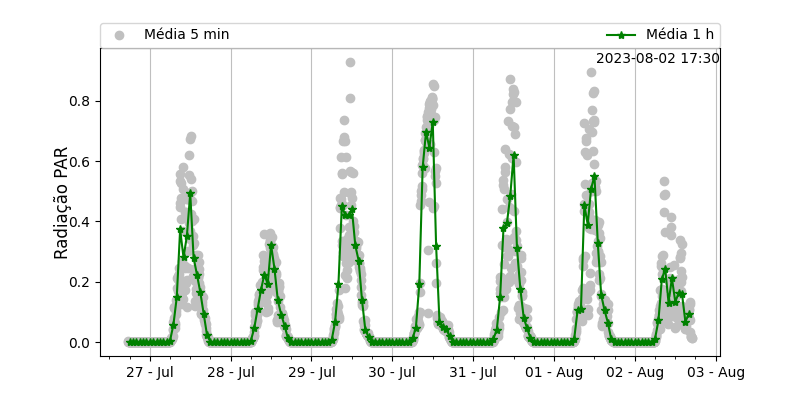 Média 5 min
Média 1 h
2023-08-02 17:30
Radiação PAR
0.8
0.6
0.4
0.2
0.0
27 - Jul
28 - Jul
29 - Jul
30 - Jul
31 - Jul
01 - Aug
02 - Aug
03 - Aug